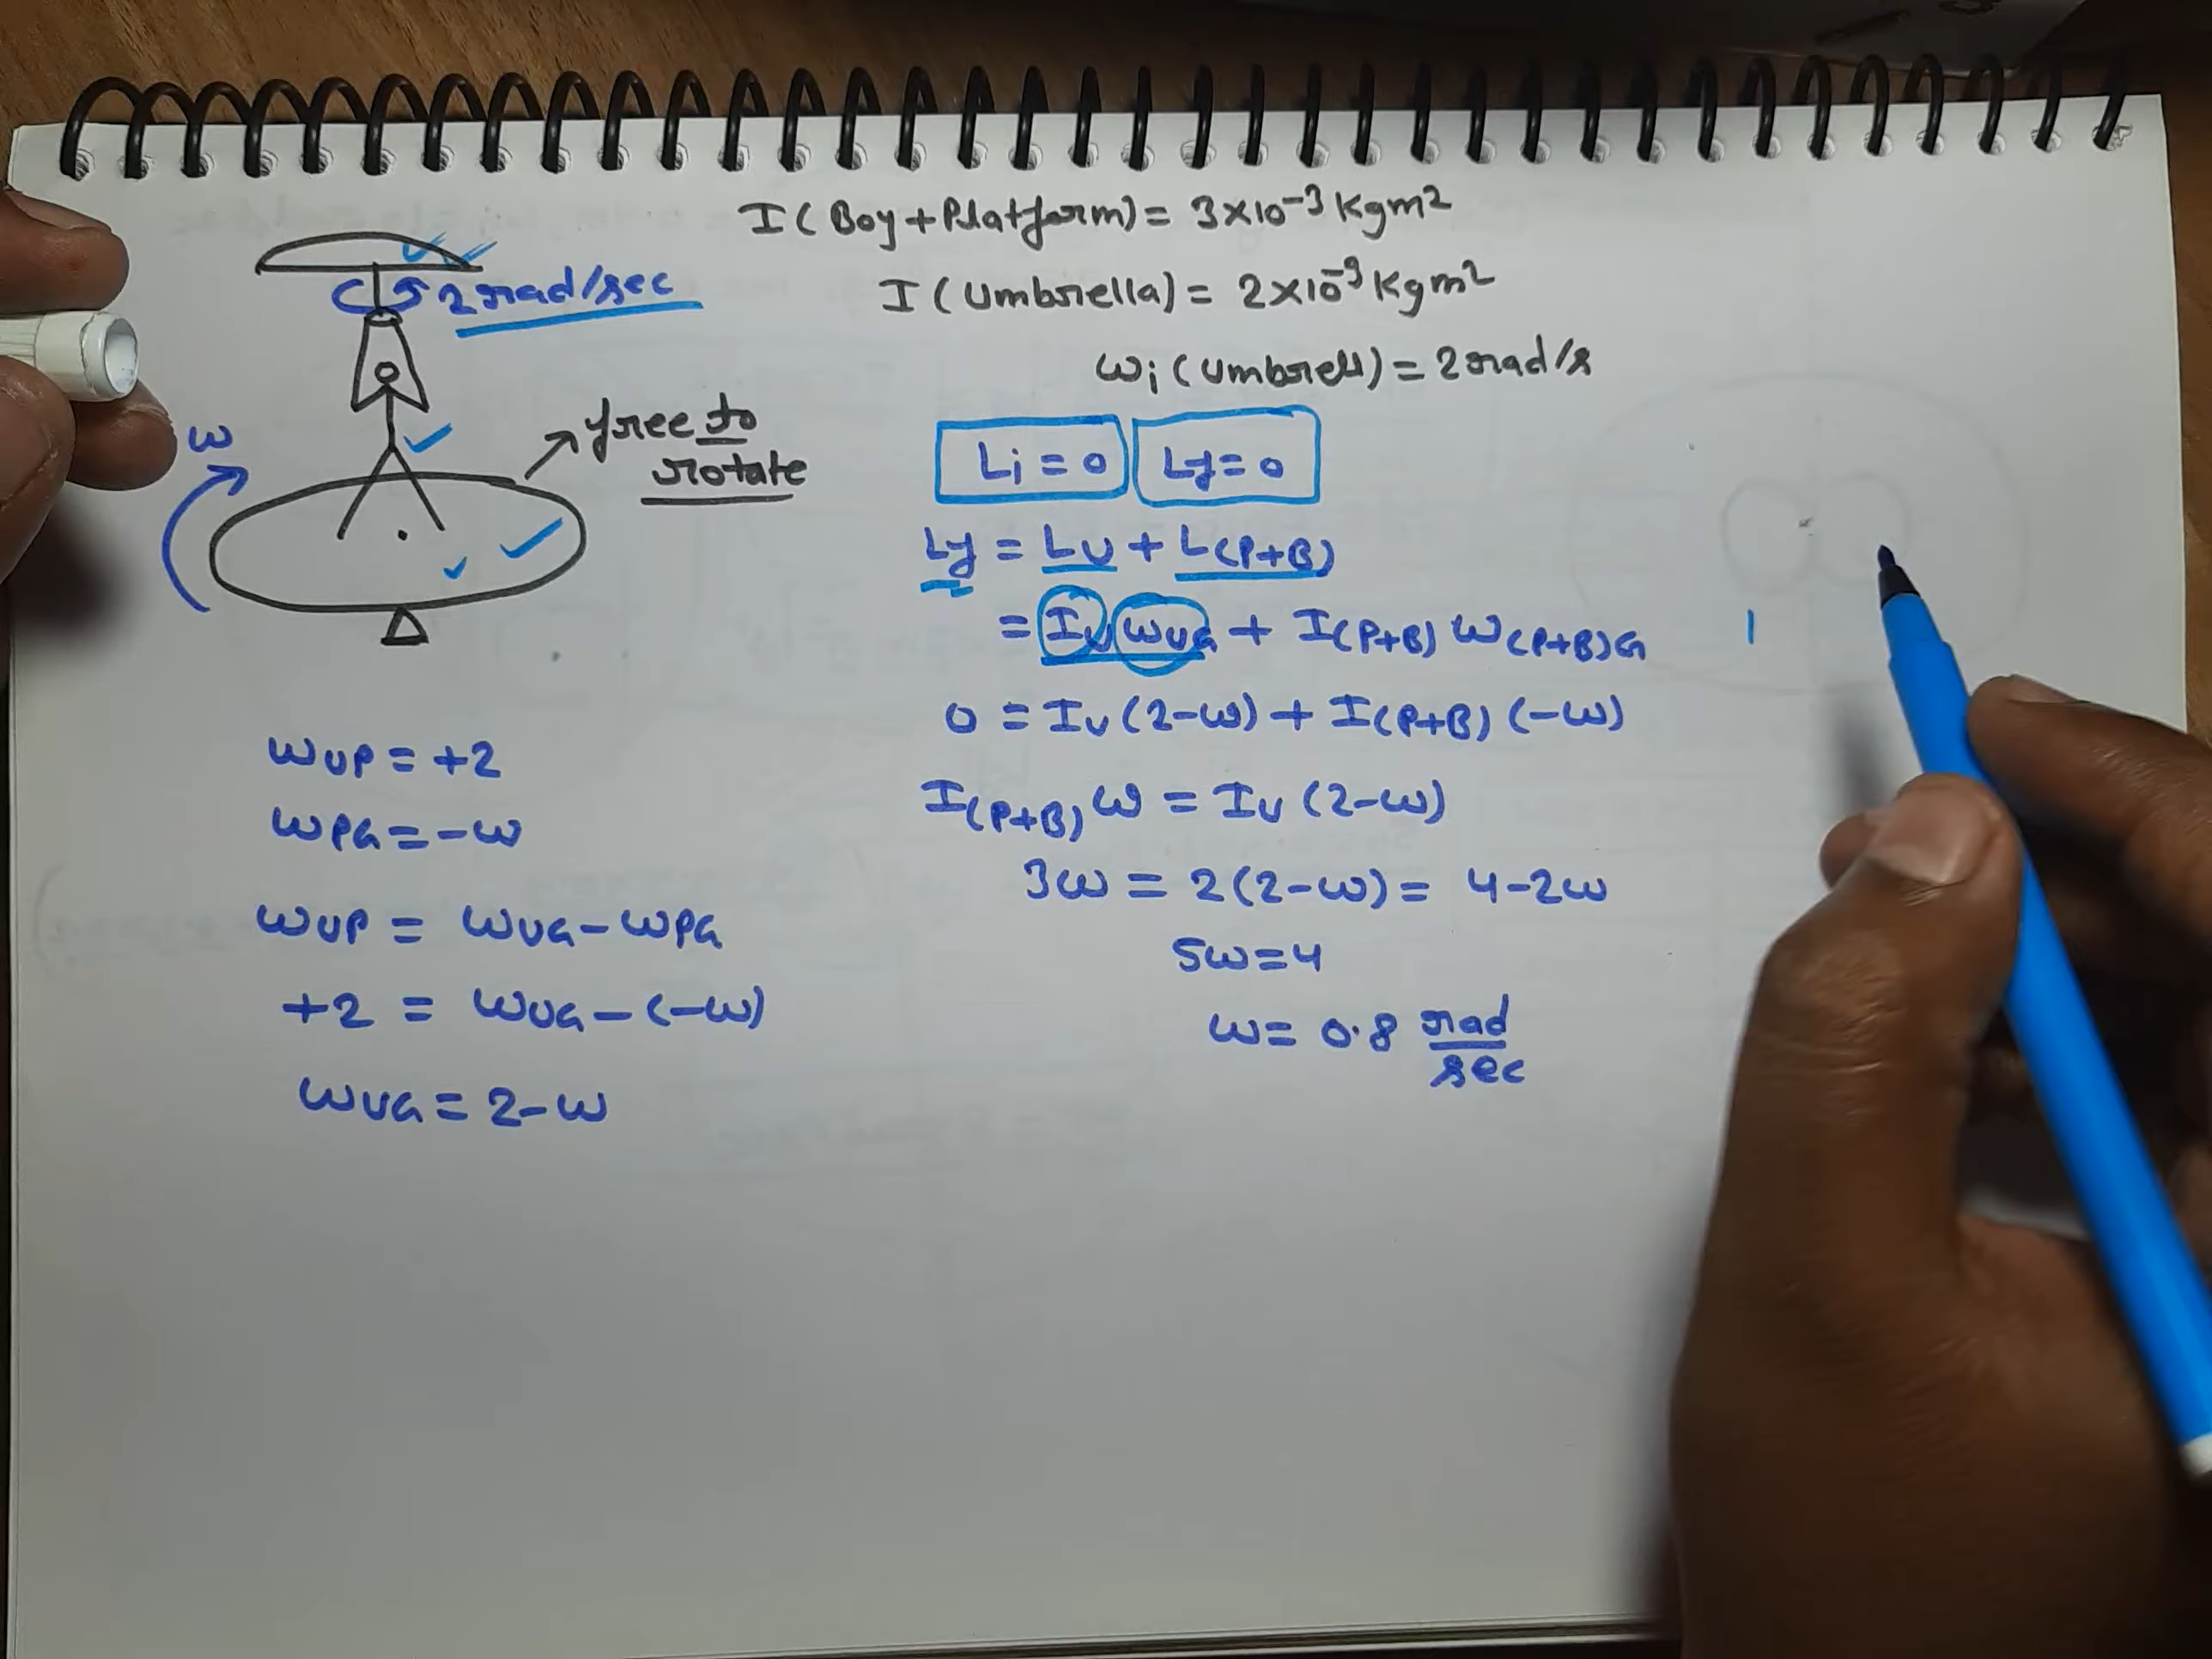 I (Boy+Platform) = 3×10⁻³ Kgm²
I (Umbrella) = 2×10⁻³ Kgm²
ωi (Umbrell) = 2 rad/s
2 rad/sec
ω
free to
rotate
Li = 0 Lf = 0
Lf = LU + L(P+B)
= IU ωUG + I(P+B) ω(P+B)G
0 = IU (2-ω) + I(P+B) (-ω)
I(P+B) ω = IU (2-ω)
3ω = 2(2-ω) = 4-2ω
5ω = 4
ω = 0.8 rad/sec
ωUP = +2
ωPG = -ω
ωUP = ωUG - ωPG
+2 = ωUG - (-ω)
ωUG = 2-ω